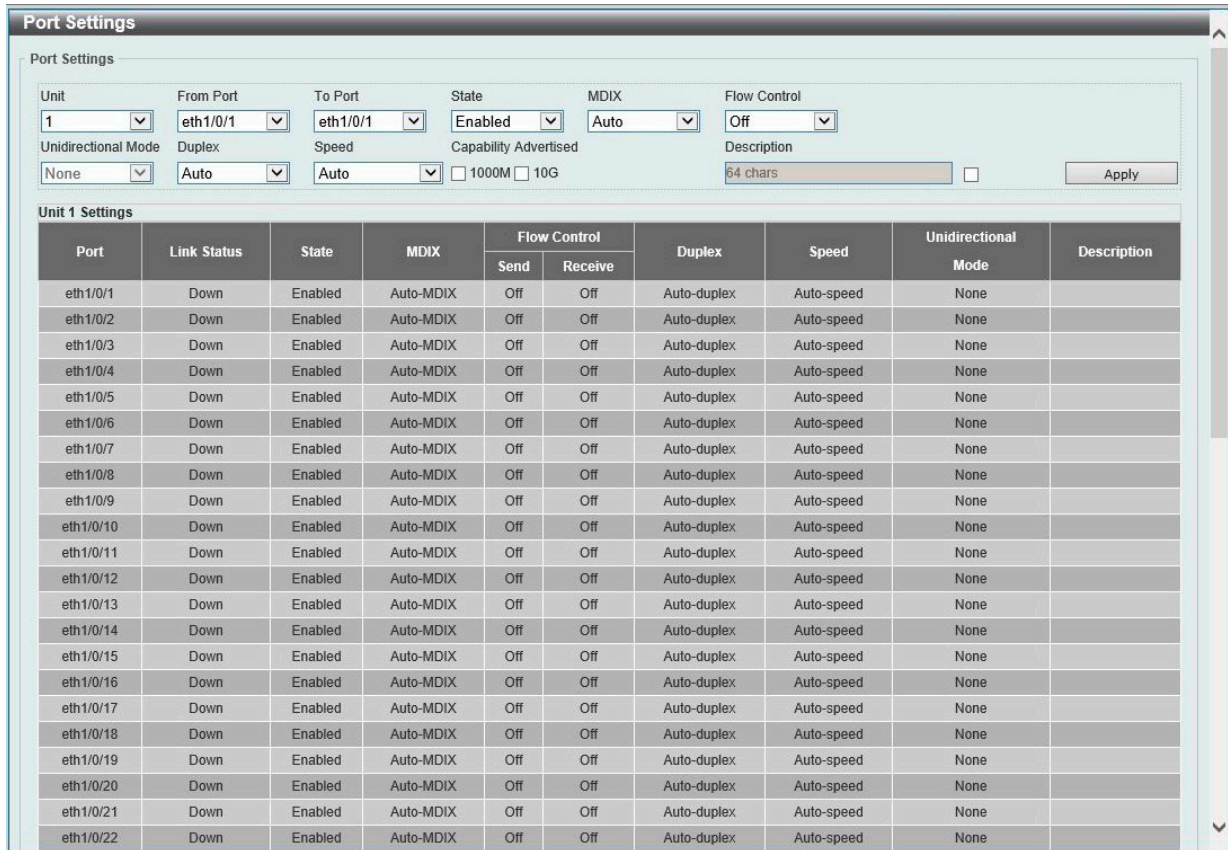 Port Settings
Port Settings
Unit From Port To Port State MDIX Flow Control
1 eth1/0/1 eth1/0/1 Enabled Auto Off
Unidirectional Mode Duplex Speed Capability Advertised Description
None Auto Auto 1000M 10G 64 chars Apply
Unit 1 Settings
Port Link Status State MDIX Flow Control Duplex Speed Unidirectional Mode Description
Send Receive
eth1/0/1 Down Enabled Auto-MDIX Off Off Auto-duplex Auto-speed None
eth1/0/2 Down Enabled Auto-MDIX Off Off Auto-duplex Auto-speed None
eth1/0/3 Down Enabled Auto-MDIX Off Off Auto-duplex Auto-speed None
eth1/0/4 Down Enabled Auto-MDIX Off Off Auto-duplex Auto-speed None
eth1/0/5 Down Enabled Auto-MDIX Off Off Auto-duplex Auto-speed None
eth1/0/6 Down Enabled Auto-MDIX Off Off Auto-duplex Auto-speed None
eth1/0/7 Down Enabled Auto-MDIX Off Off Auto-duplex Auto-speed None
eth1/0/8 Down Enabled Auto-MDIX Off Off Auto-duplex Auto-speed None
eth1/0/9 Down Enabled Auto-MDIX Off Off Auto-duplex Auto-speed None
eth1/0/10 Down Enabled Auto-MDIX Off Off Auto-duplex Auto-speed None
eth1/0/11 Down Enabled Auto-MDIX Off Off Auto-duplex Auto-speed None
eth1/0/12 Down Enabled Auto-MDIX Off Off Auto-duplex Auto-speed None
eth1/0/13 Down Enabled Auto-MDIX Off Off Auto-duplex Auto-speed None
eth1/0/14 Down Enabled Auto-MDIX Off Off Auto-duplex Auto-speed None
eth1/0/15 Down Enabled Auto-MDIX Off Off Auto-duplex Auto-speed None
eth1/0/16 Down Enabled Auto-MDIX Off Off Auto-duplex Auto-speed None
eth1/0/17 Down Enabled Auto-MDIX Off Off Auto-duplex Auto-speed None
eth1/0/18 Down Enabled Auto-MDIX Off Off Auto-duplex Auto-speed None
eth1/0/19 Down Enabled Auto-MDIX Off Off Auto-duplex Auto-speed None
eth1/0/20 Down Enabled Auto-MDIX Off Off Auto-duplex Auto-speed None
eth1/0/21 Down Enabled Auto-MDIX Off Off Auto-duplex Auto-speed None
eth1/0/22 Down Enabled Auto-MDIX Off Off Auto-duplex Auto-speed None